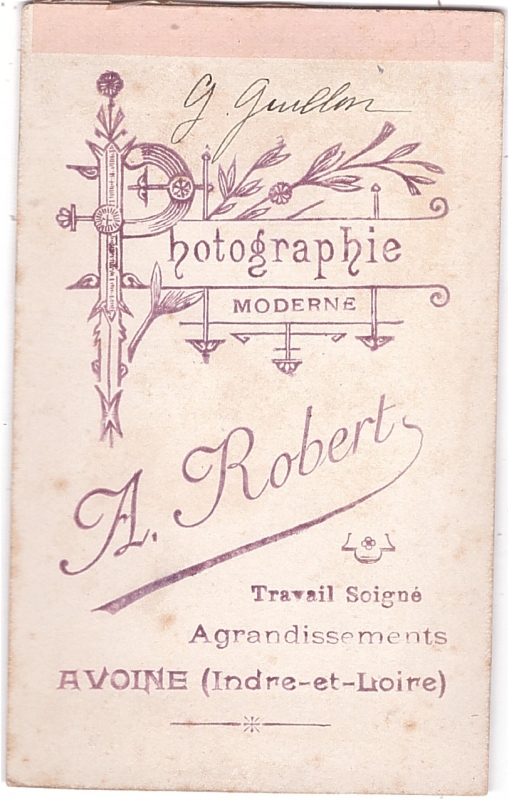 G. Guillon
Photographie
MODERNE
A. Robert
Travail Soigné
Agrandissements
AVOINE (Indre-et-Loire)